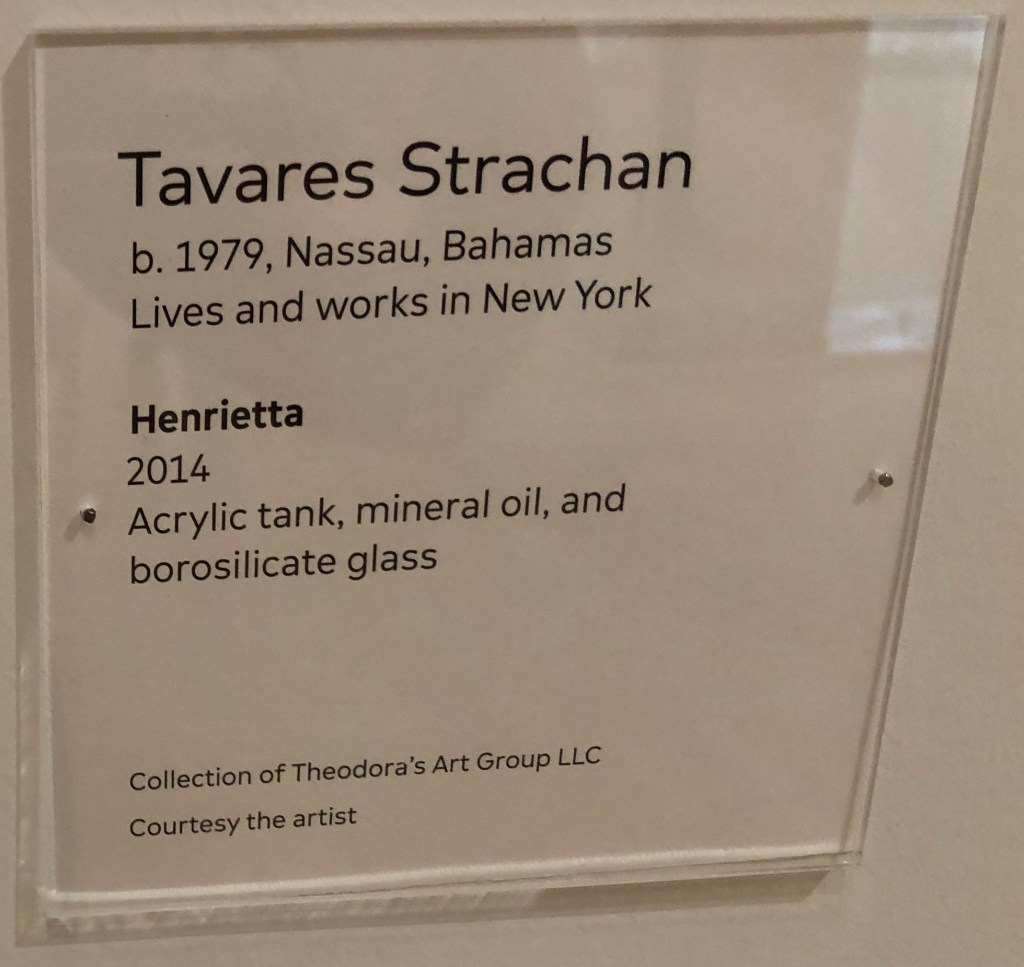 Tavares Strachan
b. 1979, Nassau, Bahamas
Lives and works in New York
Henrietta
2014
Acrylic tank, mineral oil, and
borosilicate glass
Collection of Theodora's Art Group LLC
Courtesy the artist